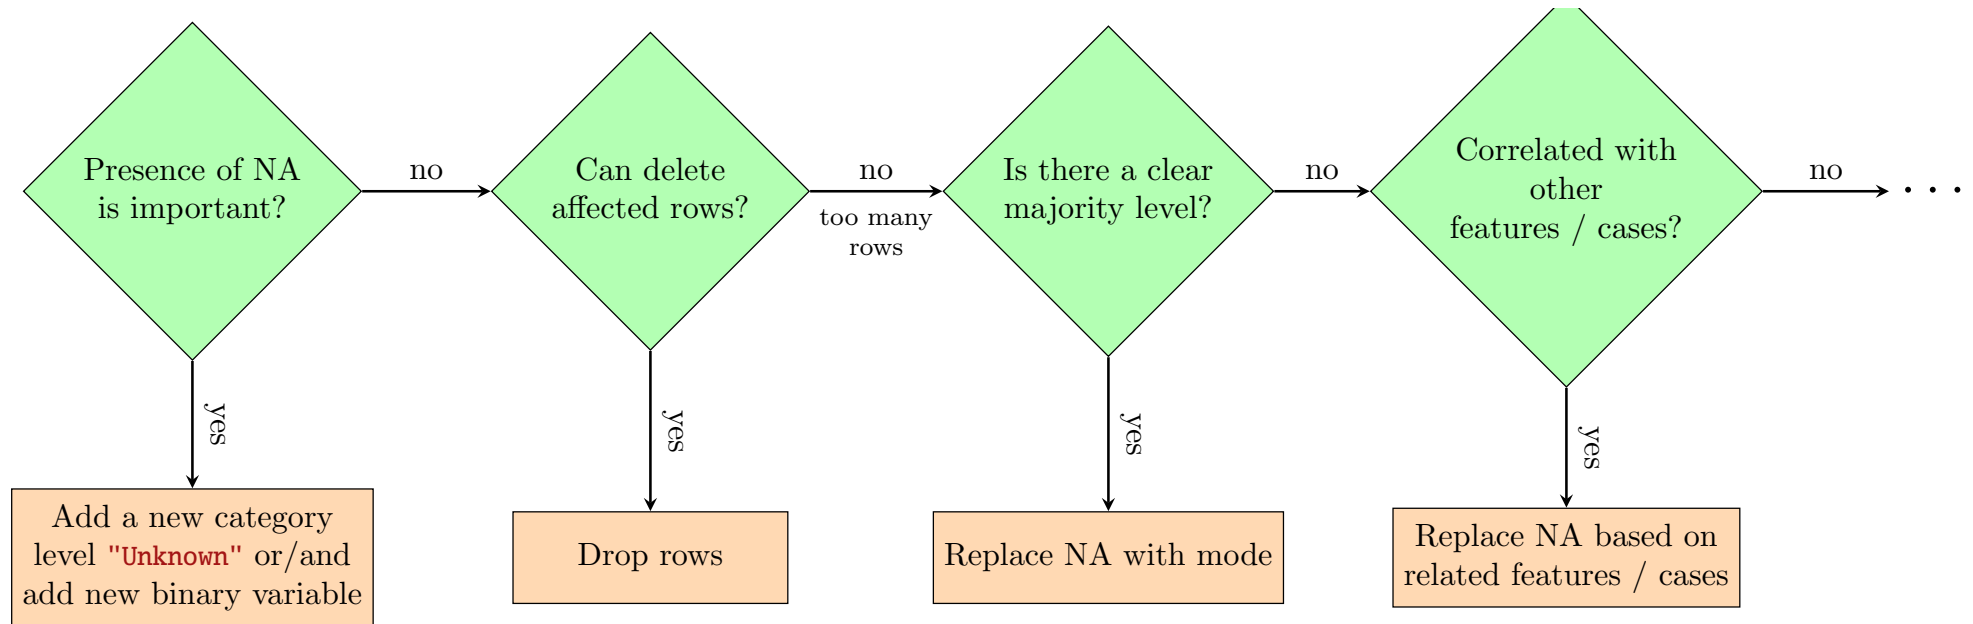 Presence of NA
is important?
no
Can delete
affected rows?
no
too many
rows
Is there a clear
majority level?
no
Correlated with
other
features / cases?
no
...
yes
yes
yes
yes
Add a new category
level "Unknown" or/and
add new binary variable
Drop rows
Replace NA with mode
Replace NA based on
related features / cases